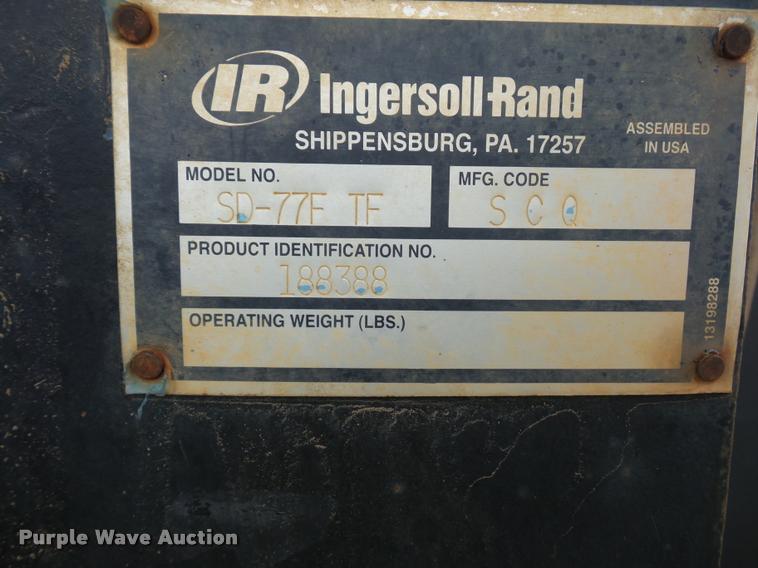 IR Ingersoll-Rand
SHIPPENSBURG, PA. 17257
ASSEMBLED
IN USA
MODEL NO.
SD-77F TF
MFG. CODE
S C Q
PRODUCT IDENTIFICATION NO.
188388
OPERATING WEIGHT (LBS.)
13198288
Purple Wave Auction